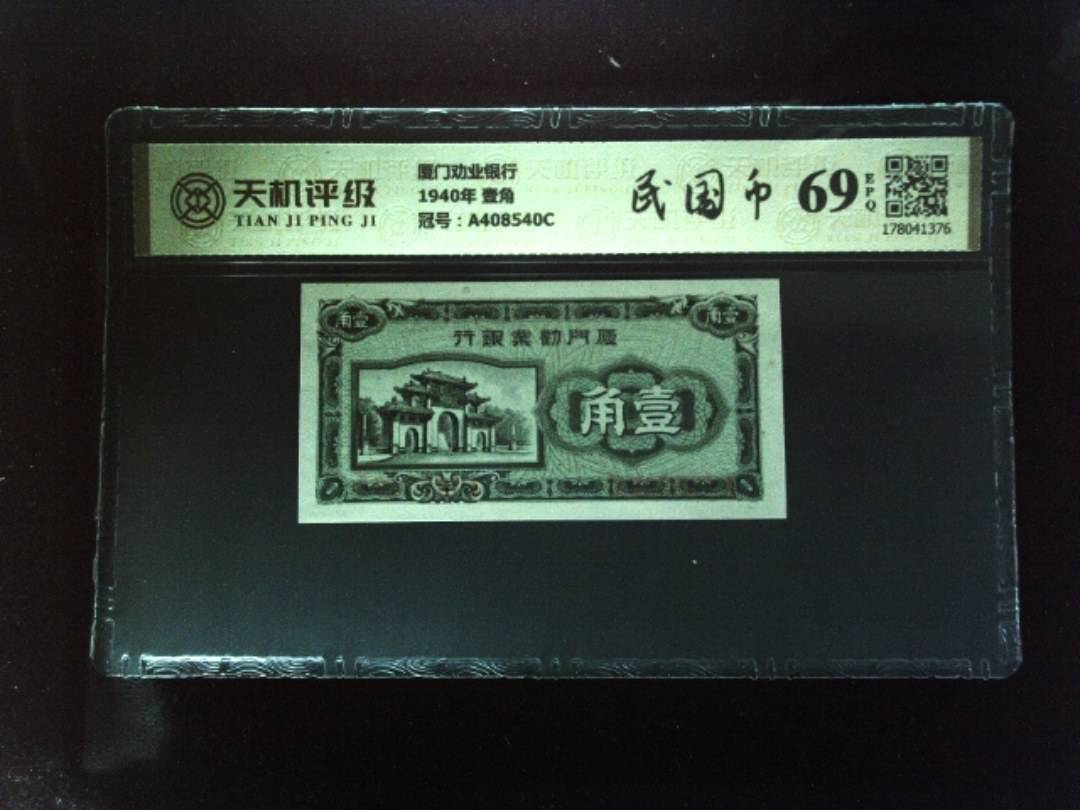 天机评级
TIAN JI PING JI
厦门劝业银行
1940年 壹角
冠号：A408540C
民国币
69
EPQ
178041376
角壹
角壹
行銀業勸門廈
角壹